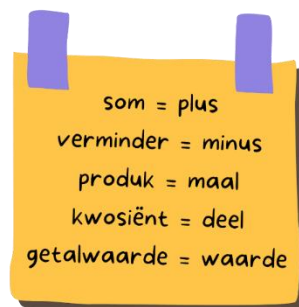 som = plus
verminder = minus
produk = maal
kwosiënt = deel
getalwaarde = waarde